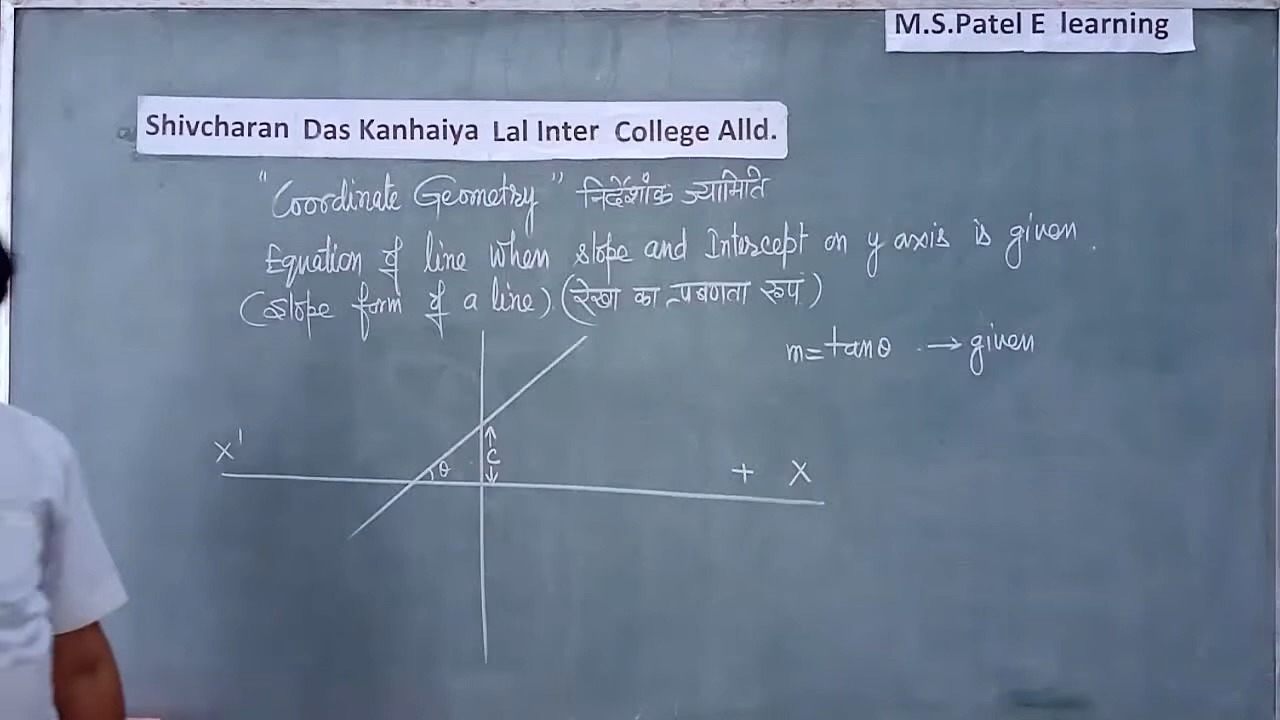 M.S.Patel E learning
Shivcharan Das Kanhaiya Lal Inter College Alld.
"Coordinate Geometry" निर्देशांक ज्यामिति
Equation of line when slope and Intercept on y axis is given.
(slope form of a line) (रेखा का प्रबणता रूप)
m=tanθ → given
X'
θ
C
+ X